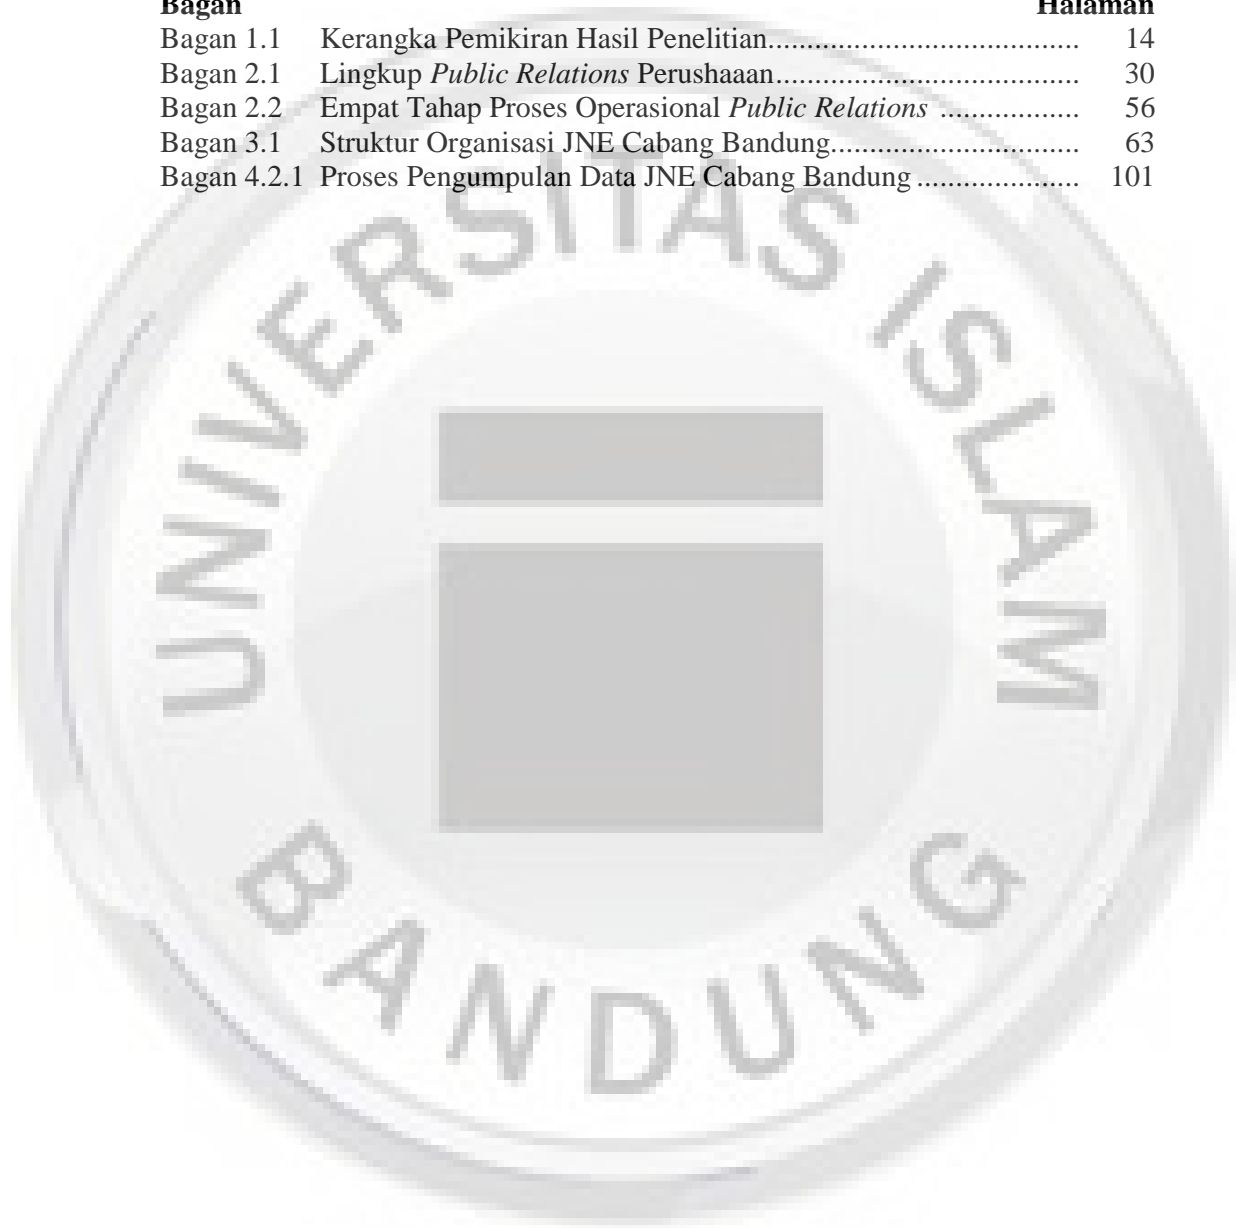 Bagan Halaman
Bagan 1.1 Kerangka Pemikiran Hasil Penelitian........................................ 14
Bagan 2.1 Lingkup Public Relations Perushaaan....................................... 30
Bagan 2.2 Empat Tahap Proses Operasional Public Relations .................. 56
Bagan 3.1 Struktur Organisasi JNE Cabang Bandung................................ 63
Bagan 4.2.1 Proses Pengumpulan Data JNE Cabang Bandung ..................... 101
UNIVERSITAS ISLAM
BANDUNG